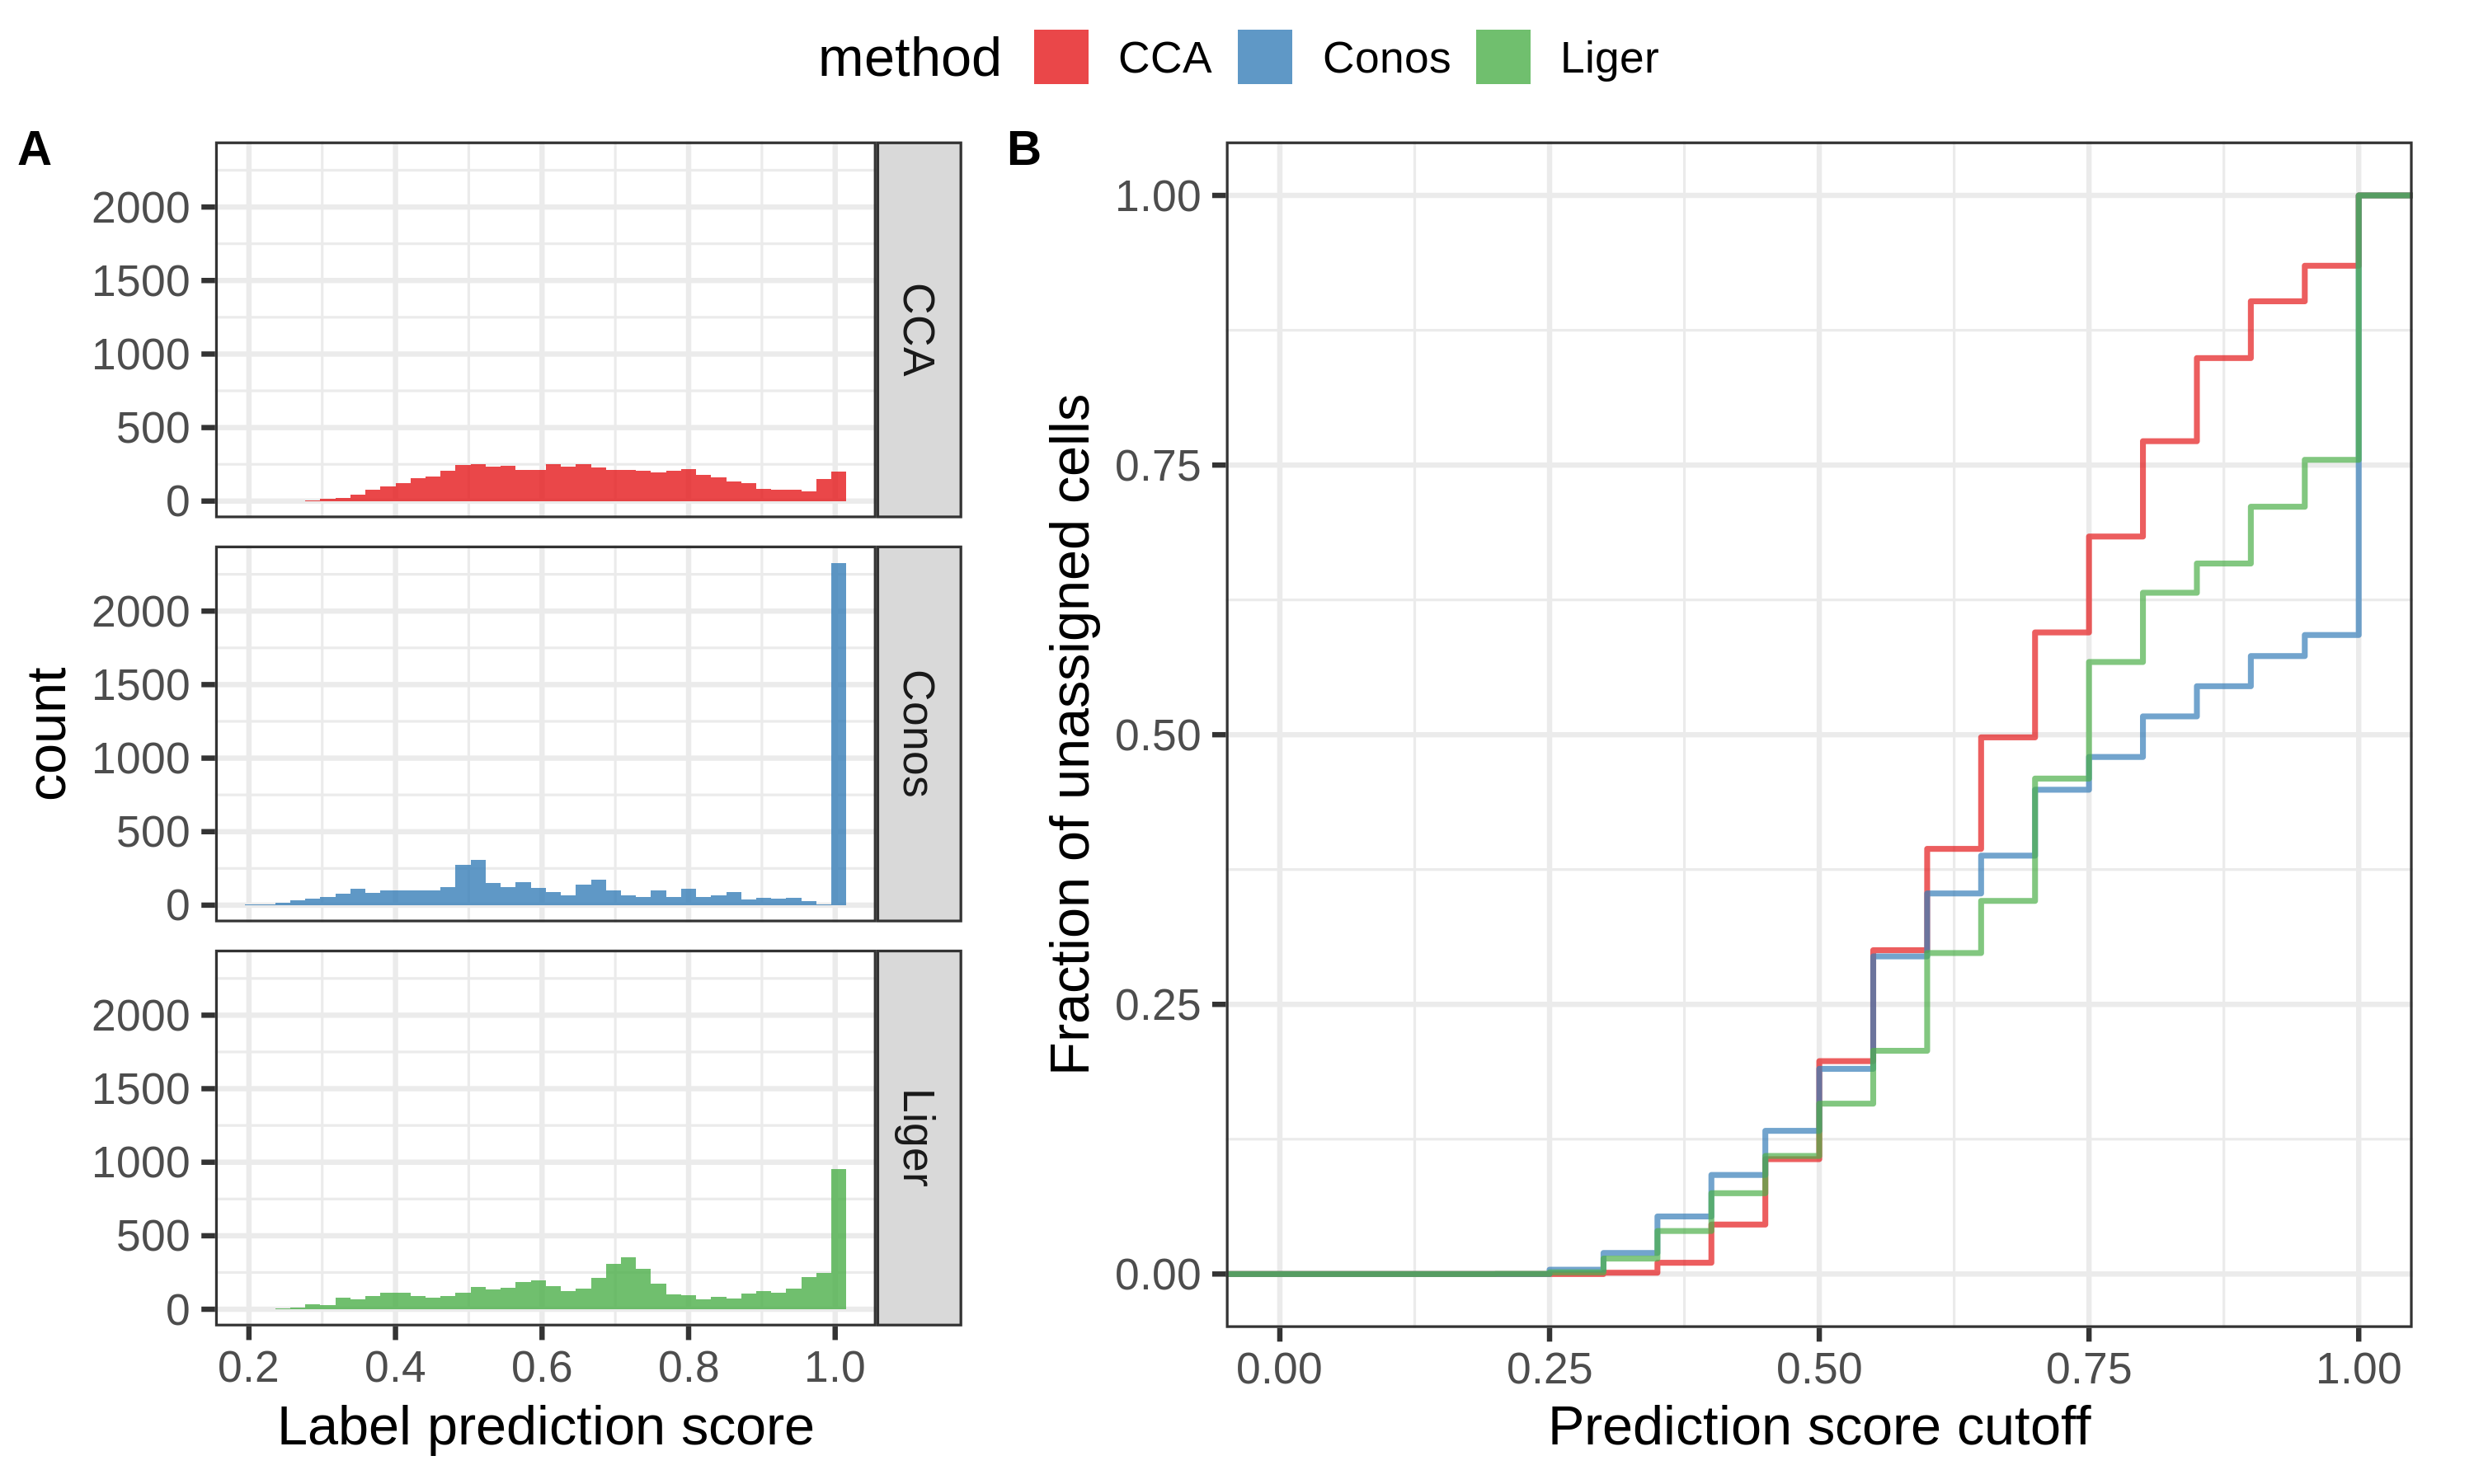 method CCA Conos Liger
A
count
2000
1500
1000
500
0
CCA
2000
1500
1000
500
0
Conos
2000
1500
1000
500
0
Liger
0.2 0.4 0.6 0.8 1.0
Label prediction score
B
Fraction of unassigned cells
1.00
0.75
0.50
0.25
0.00
0.00 0.25 0.50 0.75 1.00
Prediction score cutoff